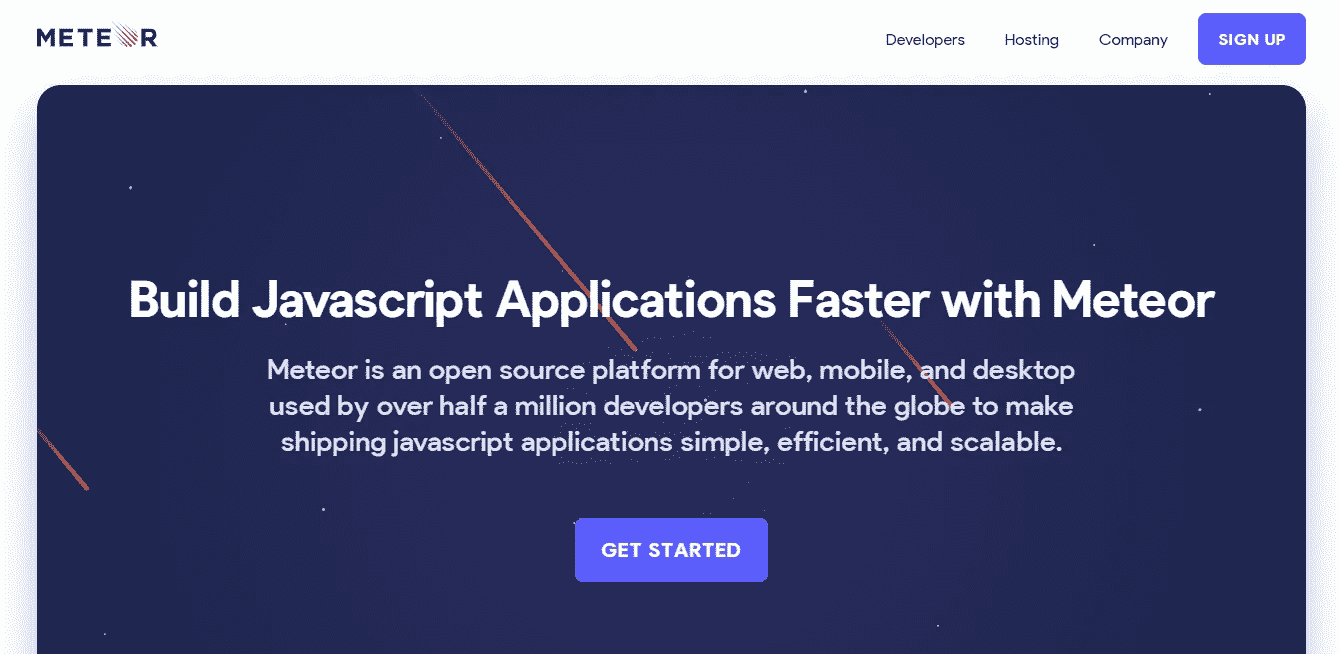 METEOR
Developers Hosting Company SIGN UP
Build Javascript Applications Faster with Meteor
Meteor is an open source platform for web, mobile, and desktop
used by over half a million developers around the globe to make
shipping javascript applications simple, efficient, and scalable.
GET STARTED